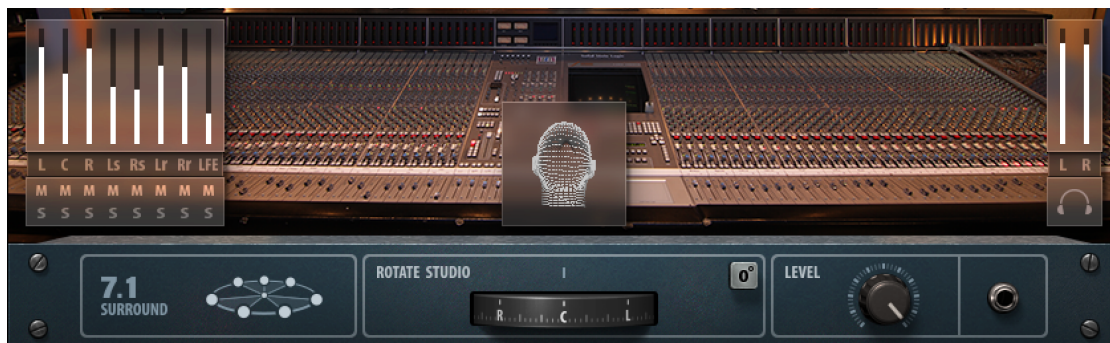 L C R Ls Rs Lr Rr LFE
M M M M M M M M
S S S S S S S S
L R
7.1
SURROUND
ROTATE STUDIO
0°
R C L
LEVEL